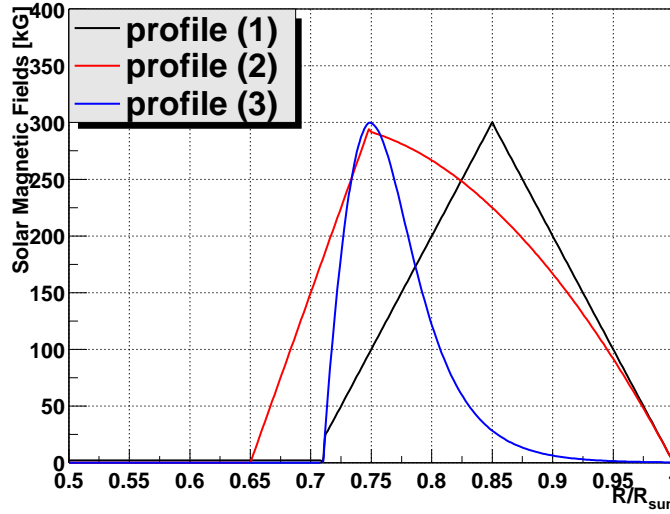 Solar Magnetic Fields [kG]
400
350
300
250
200
150
100
50
0
profile (1)
profile (2)
profile (3)
0.5 0.55 0.6 0.65 0.7 0.75 0.8 0.85 0.9 0.95 1
R/Rsun